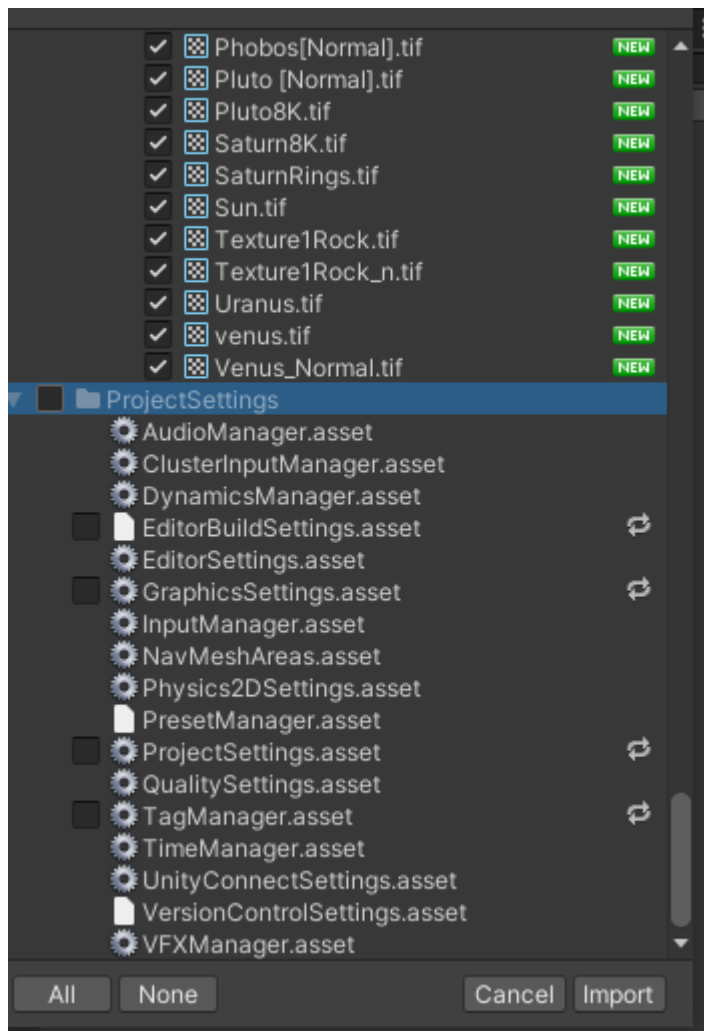 Phobos[Normal].tif NEW
Pluto [Normal].tif NEW
Pluto8K.tif NEW
Saturn8K.tif NEW
SaturnRings.tif NEW
Sun.tif NEW
Texture1Rock.tif NEW
Texture1Rock_n.tif NEW
Uranus.tif NEW
venus.tif NEW
Venus_Normal.tif NEW
ProjectSettings
AudioManager.asset
ClusterInputManager.asset
DynamicsManager.asset
EditorBuildSettings.asset
EditorSettings.asset
GraphicsSettings.asset
InputManager.asset
NavMeshAreas.asset
Physics2DSettings.asset
PresetManager.asset
ProjectSettings.asset
QualitySettings.asset
TagManager.asset
TimeManager.asset
UnityConnectSettings.asset
VersionControlSettings.asset
VFXManager.asset
All None Cancel Import